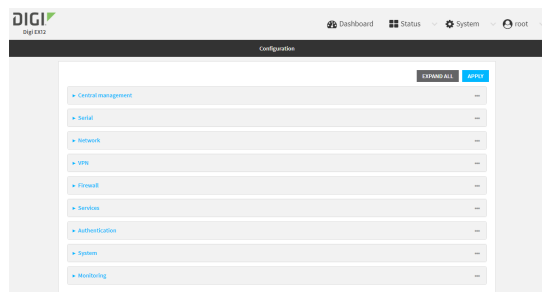 DIGI
Digi EX12
Dashboard Status System root
Configuration
EXPAND ALL APPLY
Central management
Serial
Network
VPN
Firewall
Services
Authentication
System
Monitoring